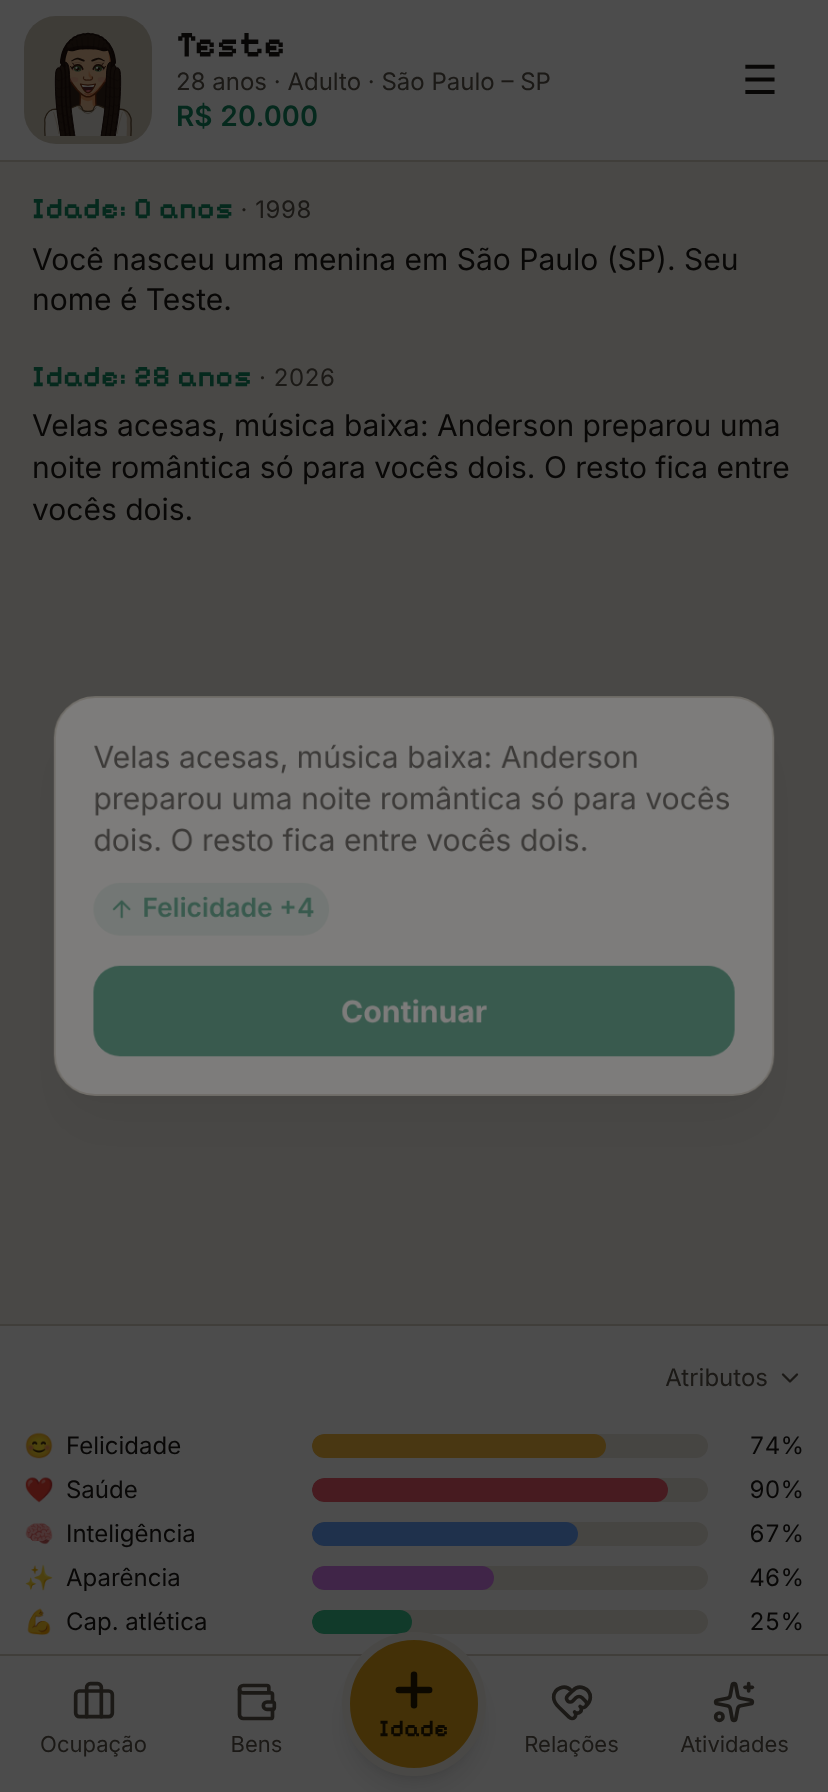 Teste
28 anos · Adulto · São Paulo – SP
R$ 20.000
Idade: 0 anos · 1998
Você nasceu uma menina em São Paulo (SP). Seu
nome é Teste.
Idade: 28 anos · 2026
Velas acesas, música baixa: Anderson preparou uma
noite romântica só para vocês dois. O resto fica entre
vocês dois.
Velas acesas, música baixa: Anderson
preparou uma noite romântica só para vocês
dois. O resto fica entre vocês dois.
↑ Felicidade +4
Continuar
Atributos
Felicidade 74%
Saúde 90%
Inteligência 67%
Aparência 46%
Cap. atlética 25%
Ocupação
Bens
Idade
Relações
Atividades